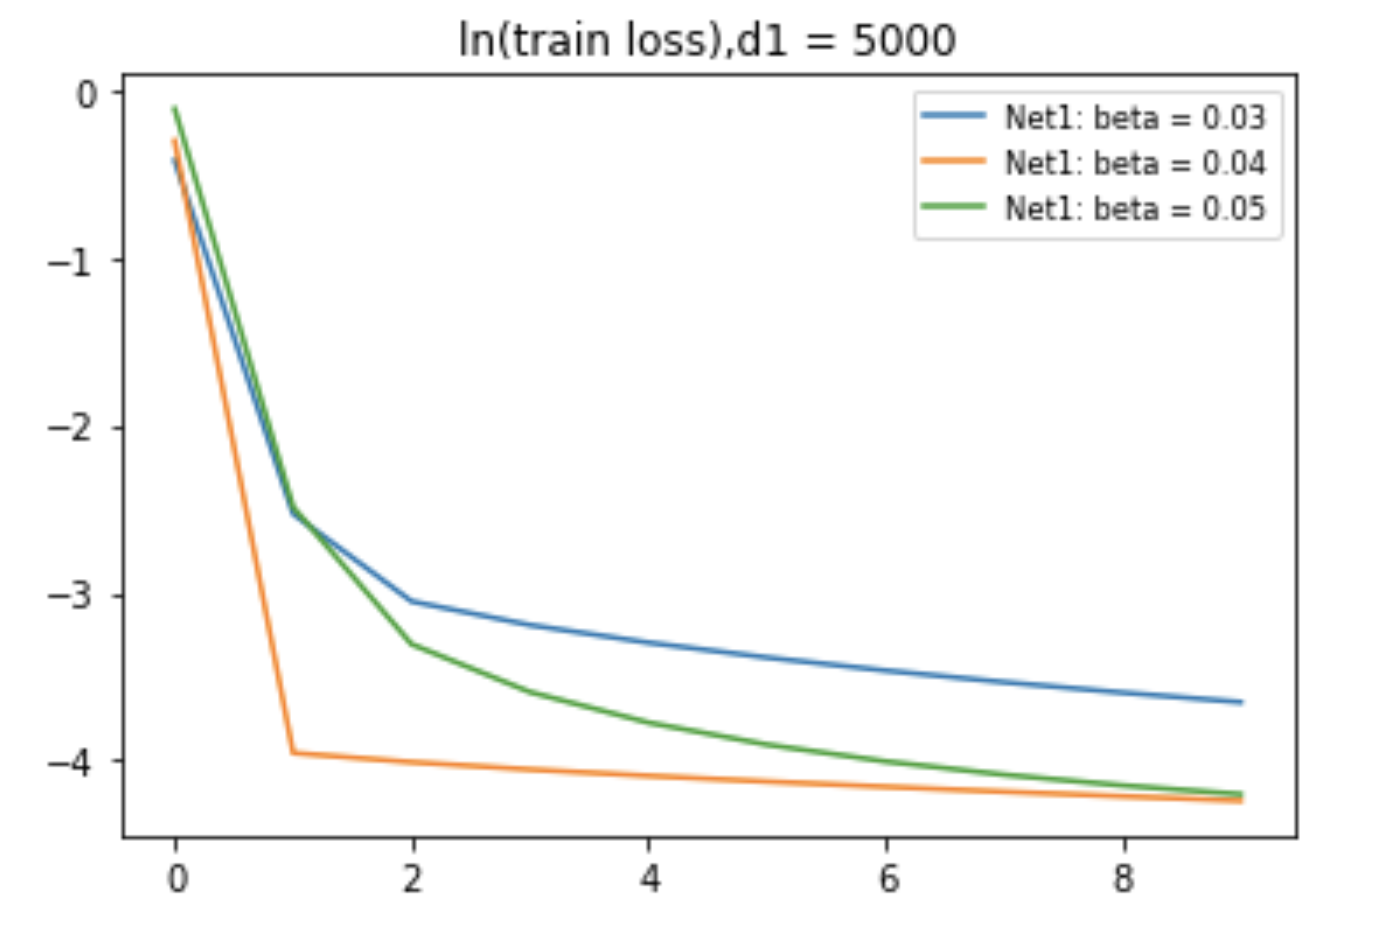 ln(train loss),d1 = 5000
Net1: beta = 0.03
Net1: beta = 0.04
Net1: beta = 0.05
0
−1
−2
−3
−4
0 2 4 6 8